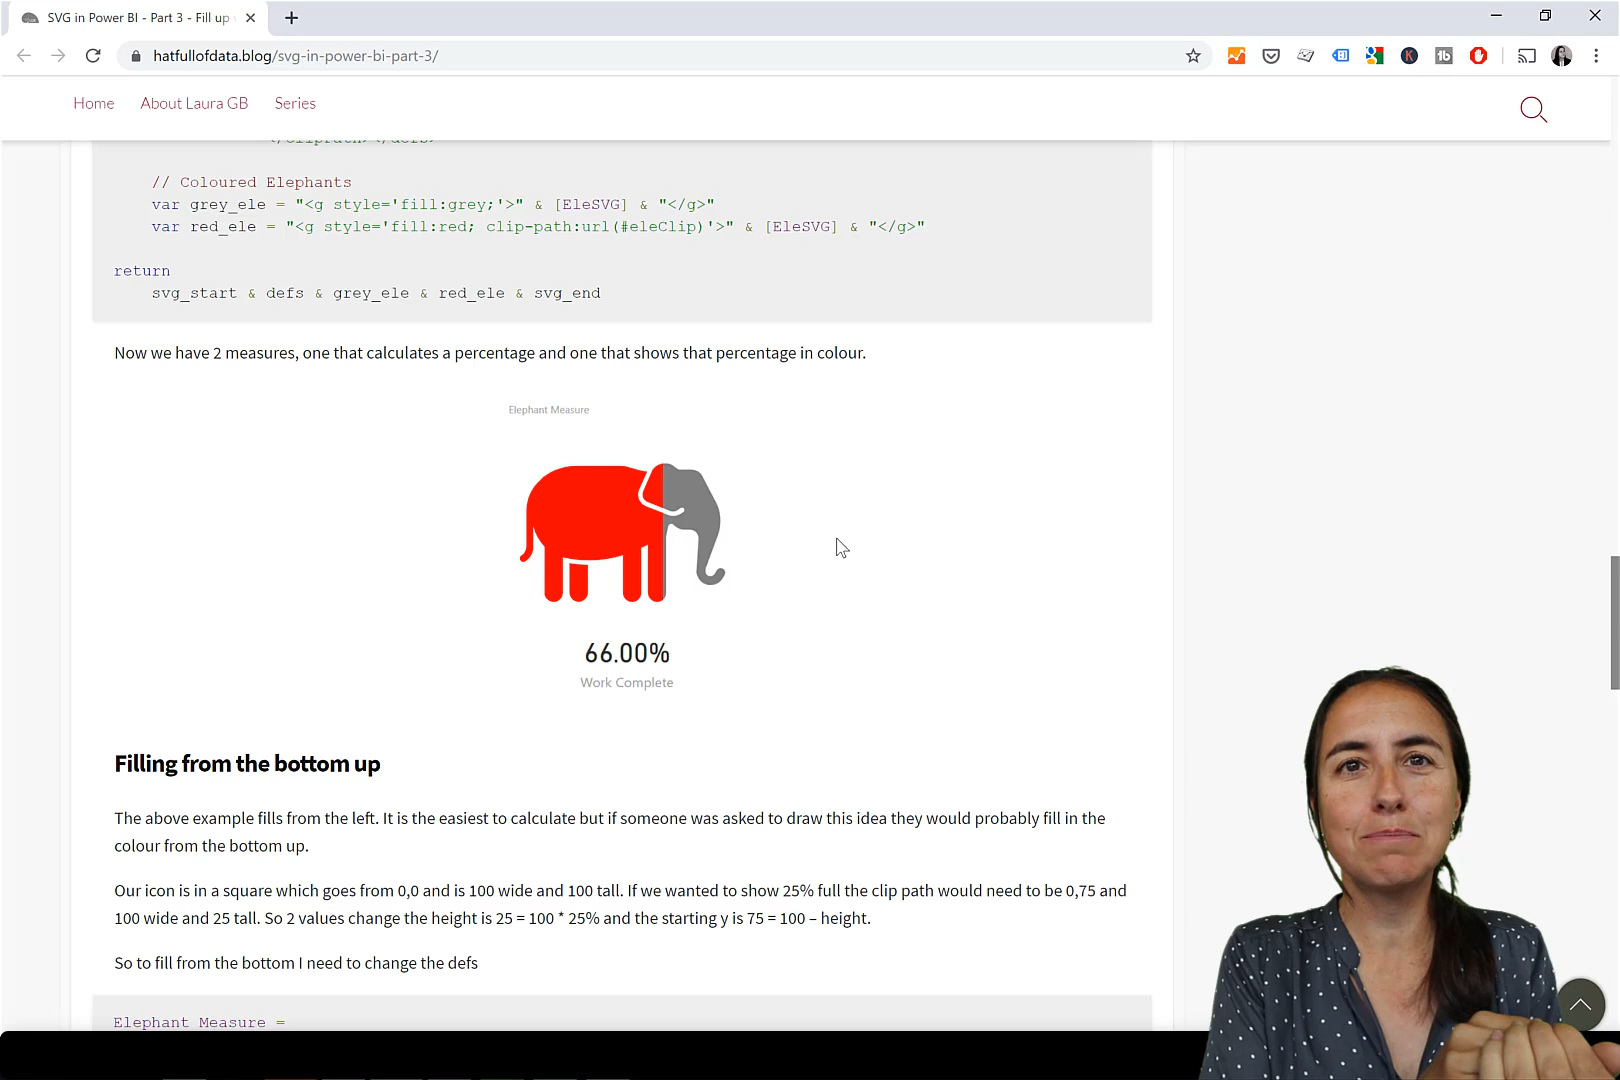 SVG in Power BI - Part 3 - Fill up
hatfullofdata.blog/svg-in-power-bi-part-3/
Home About Laura GB Series
</clipPath></defs>
// Coloured Elephants
var grey_ele = "<g style='fill:grey;'>" & [EleSVG] & "</g>"
var red_ele = "<g style='fill:red; clip-path:url(#eleClip)'>" & [EleSVG] & "</g>"
return
svg_start & defs & grey_ele & red_ele & svg_end
Now we have 2 measures, one that calculates a percentage and one that shows that percentage in colour.
Elephant Measure
66.00%
Work Complete
Filling from the bottom up
The above example fills from the left. It is the easiest to calculate but if someone was asked to draw this idea they would probably fill in the
colour from the bottom up.
Our icon is in a square which goes from 0,0 and is 100 wide and 100 tall. If we wanted to show 25% full the clip path would need to be 0,75 and
100 wide and 25 tall. So 2 values change the height is 25 = 100 * 25% and the starting y is 75 = 100 – height.
So to fill from the bottom I need to change the defs
Elephant Measure =